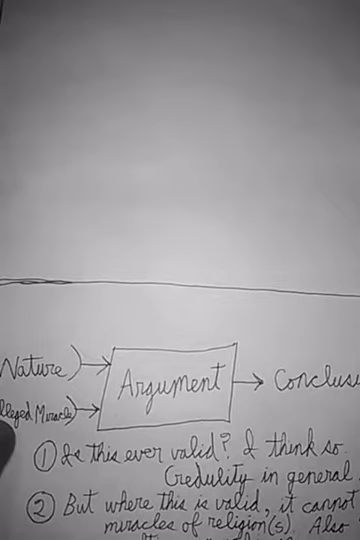 Nature)
Argument
Alleged Miracle)
① Is this ever valid? I think so.
Credulity in general.
② But where this is valid, it cannot
miracles of religion(s). Also